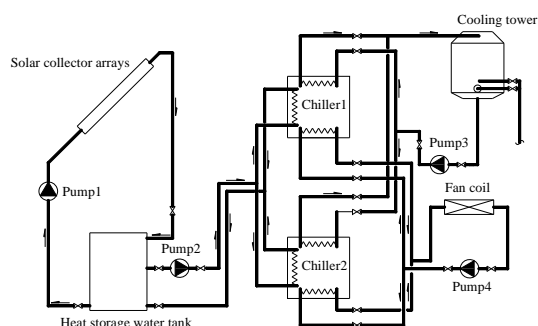 Cooling tower
Solar collector arrays
Chiller1
Pump3
Pump1
Fan coil
Pump2
Chiller2
Pump4
Heat storage water tank